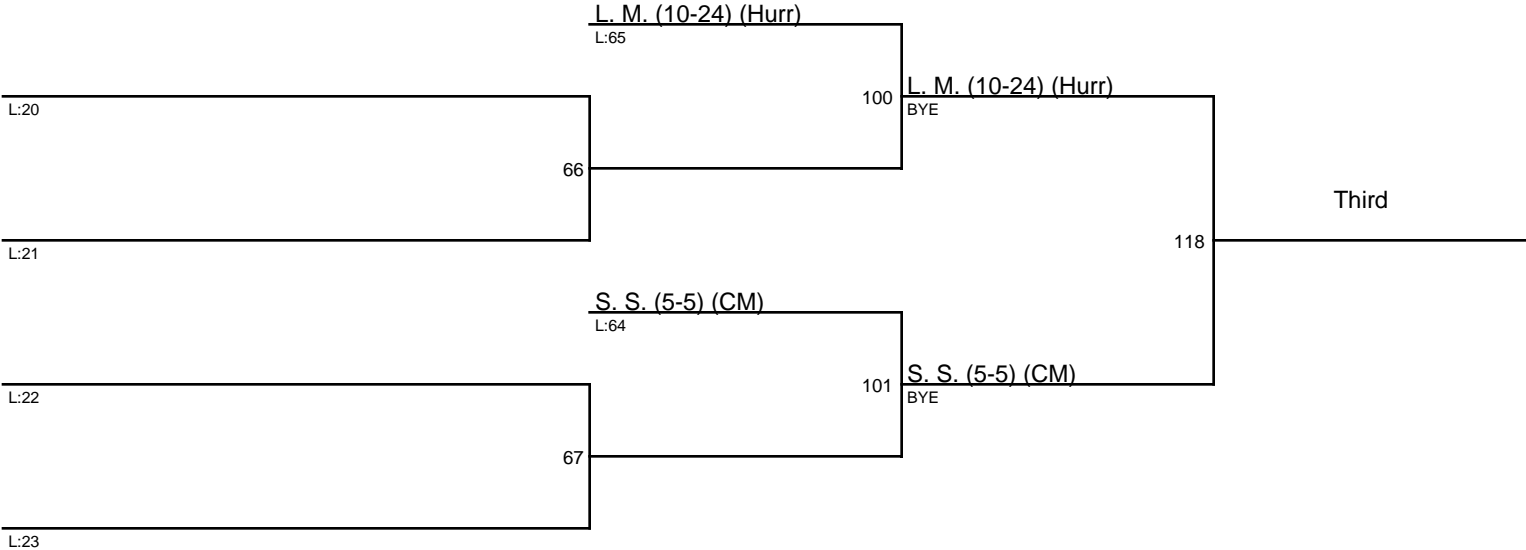 L. M. (10-24) (Hurr)
L:65
100
L. M. (10-24) (Hurr)
BYE
L:20
66
Third
L:21
118
S. S. (5-5) (CM)
L:64
101
S. S. (5-5) (CM)
BYE
L:22
67
L:23